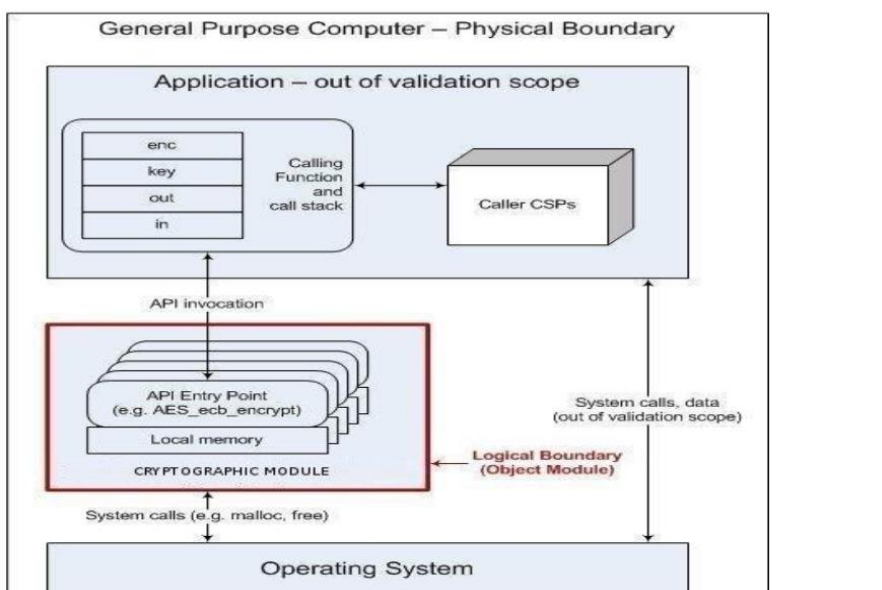 General Purpose Computer – Physical Boundary
Application – out of validation scope
enc
key
out
in
Calling
Function
and
call stack
Caller CSPs
API invocation
API Entry Point
(e.g. AES_ecb_encrypt)
Local memory
CRYPTOGRAPHIC MODULE
System calls, data
(out of validation scope)
Logical Boundary
(Object Module)
System calls (e.g. malloc, free)
Operating System